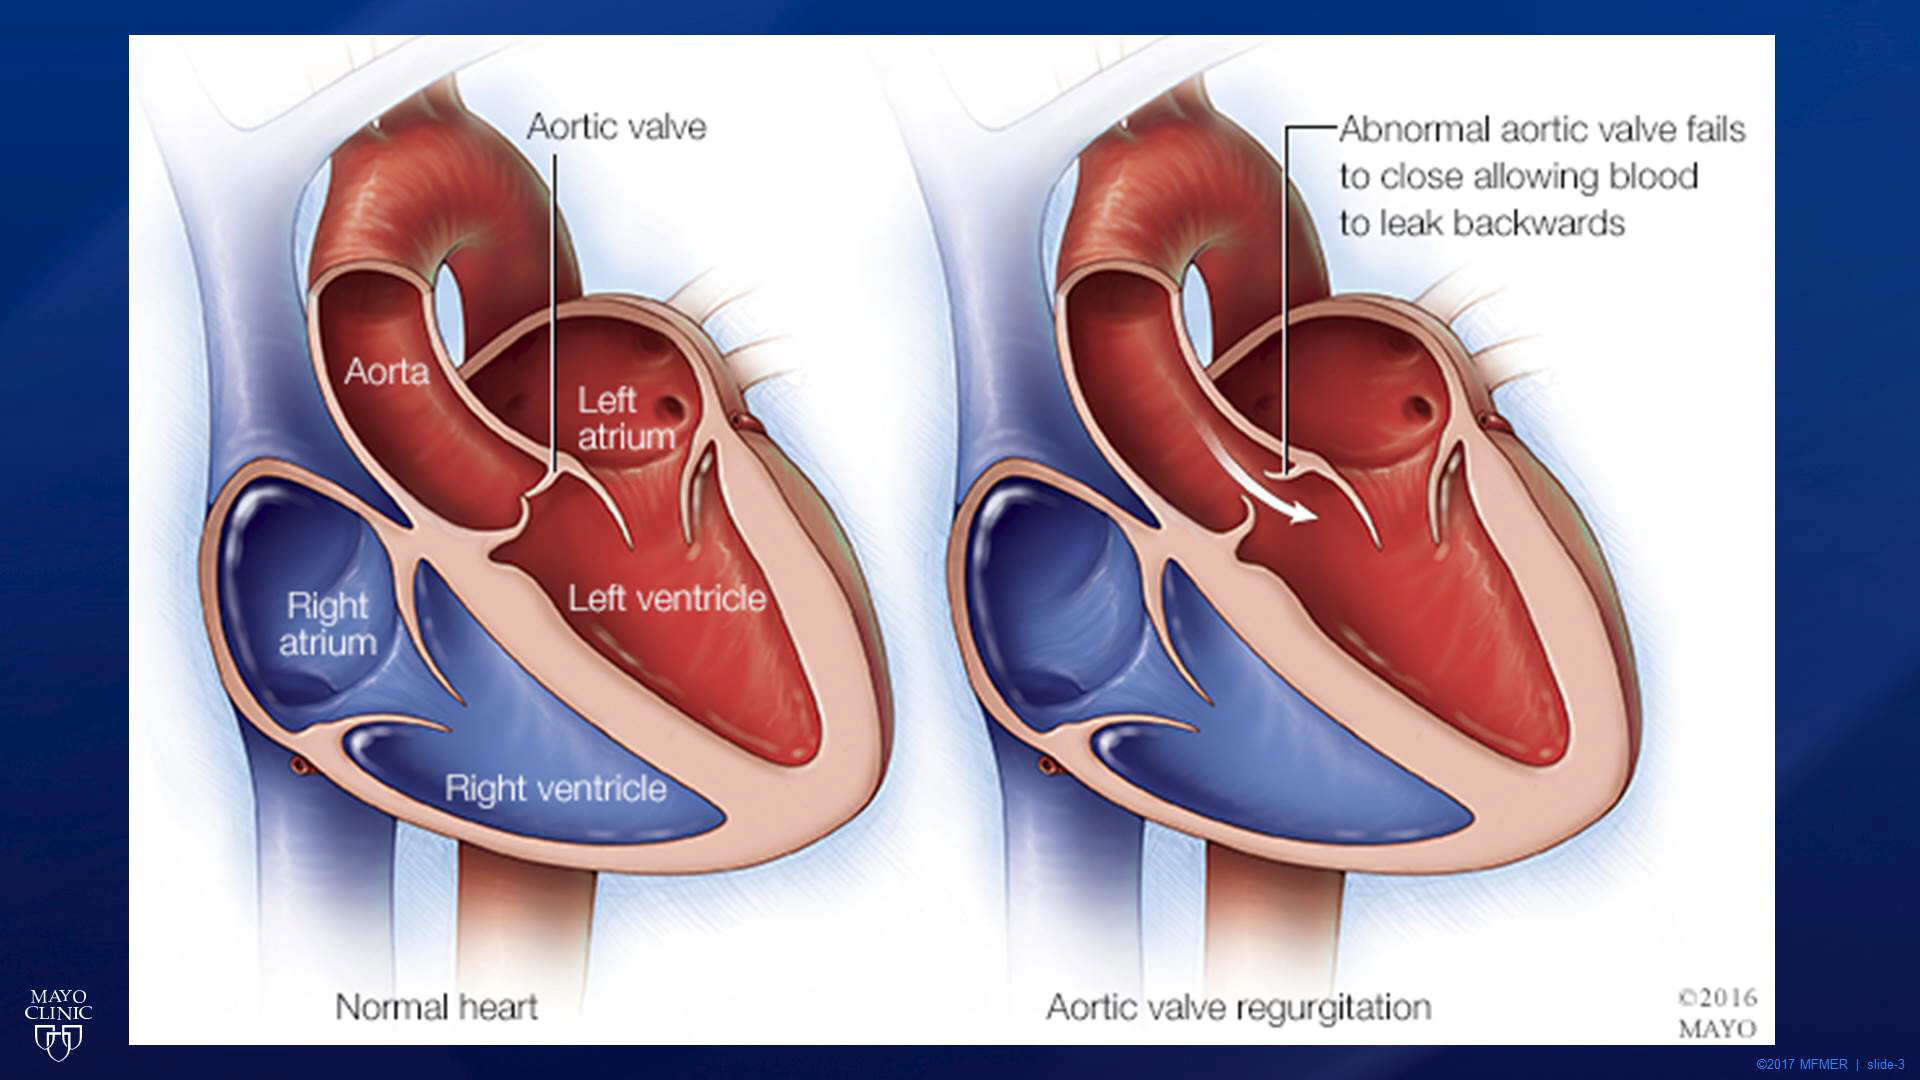 Aortic valve
Abnormal aortic valve fails
to close allowing blood
to leak backwards
Aorta
Left
atrium
Right
atrium
Left ventricle
Right ventricle
Normal heart
Aortic valve regurgitation
©2016
MAYO
MAYO
CLINIC
©2017 MFMER | slide-3